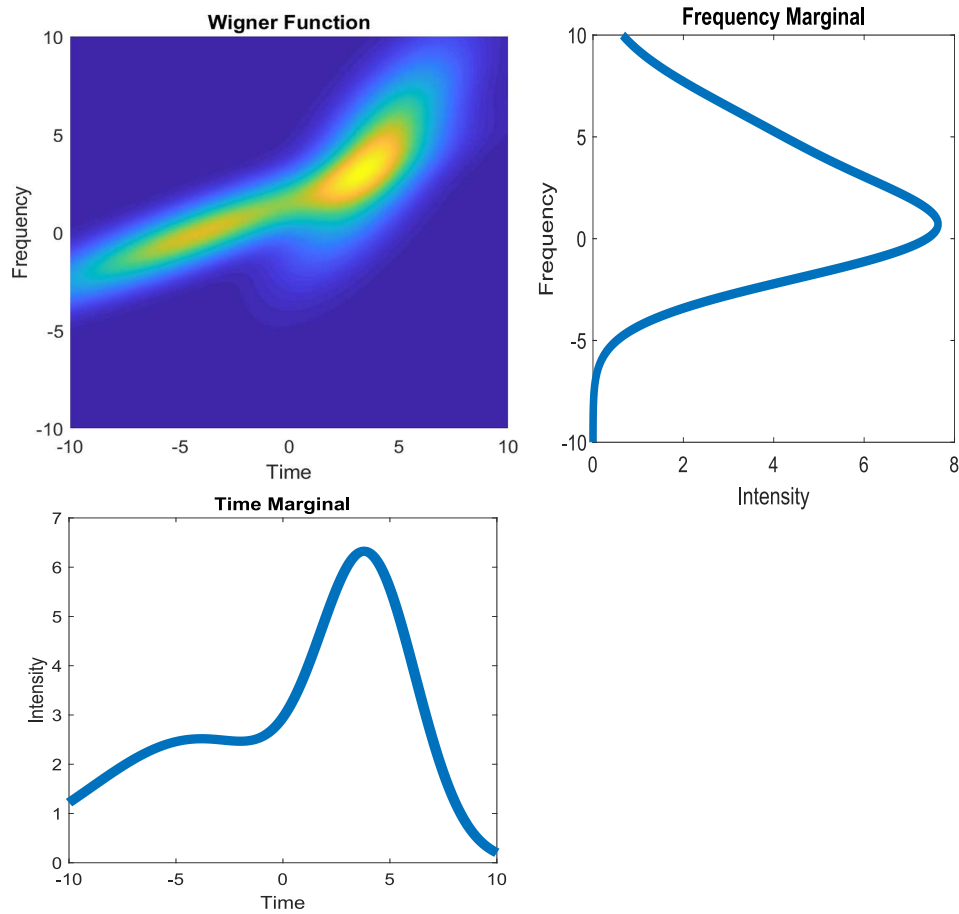 Wigner Function
10
5
0
-5
-10
Frequency
-10 -5 0 5 10
Time
Frequency Marginal
10
5
0
-5
-10
Frequency
0 2 4 6 8
Intensity
Time Marginal
7
6
5
4
3
2
1
0
Intensity
-10 -5 0 5 10
Time